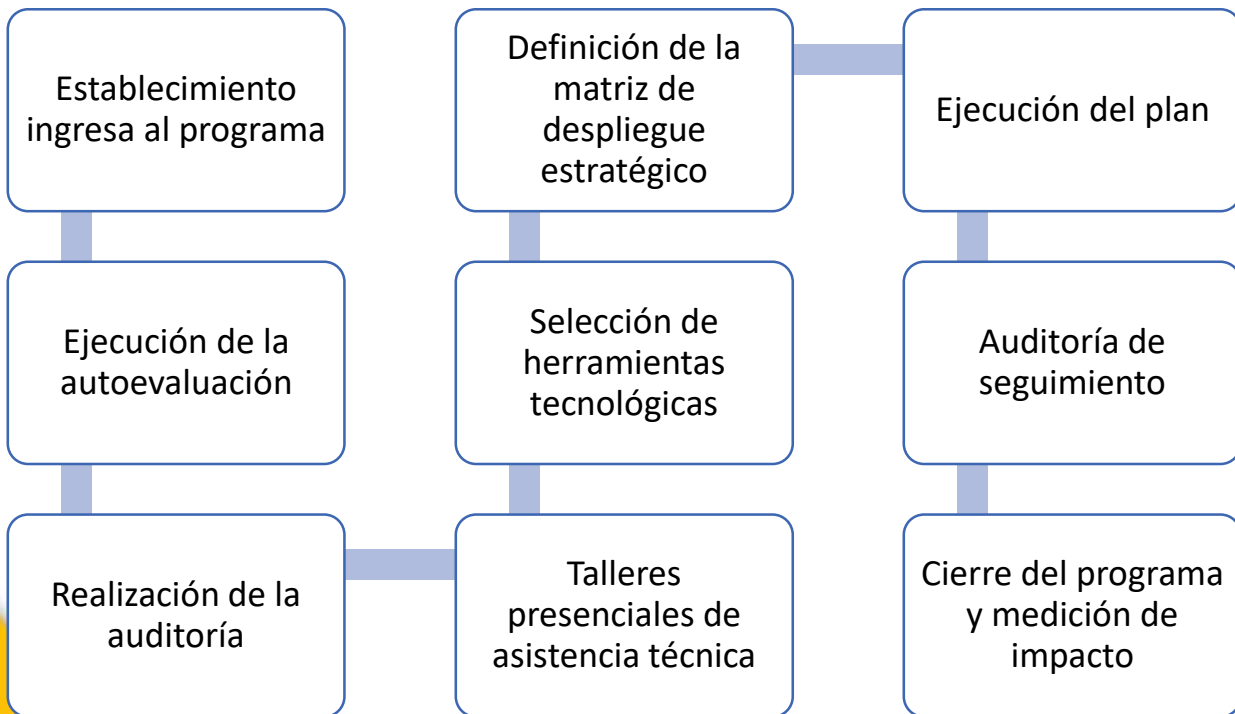 Establecimiento
ingresa al programa
Ejecución de la
autoevaluación
Realización de la
auditoría
Talleres
presenciales de
asistencia técnica
Selección de
herramientas
tecnológicas
Definición de la
matriz de
despliegue
estratégico
Ejecución del plan
Auditoría de
seguimiento
Cierre del programa
y medición de
impacto